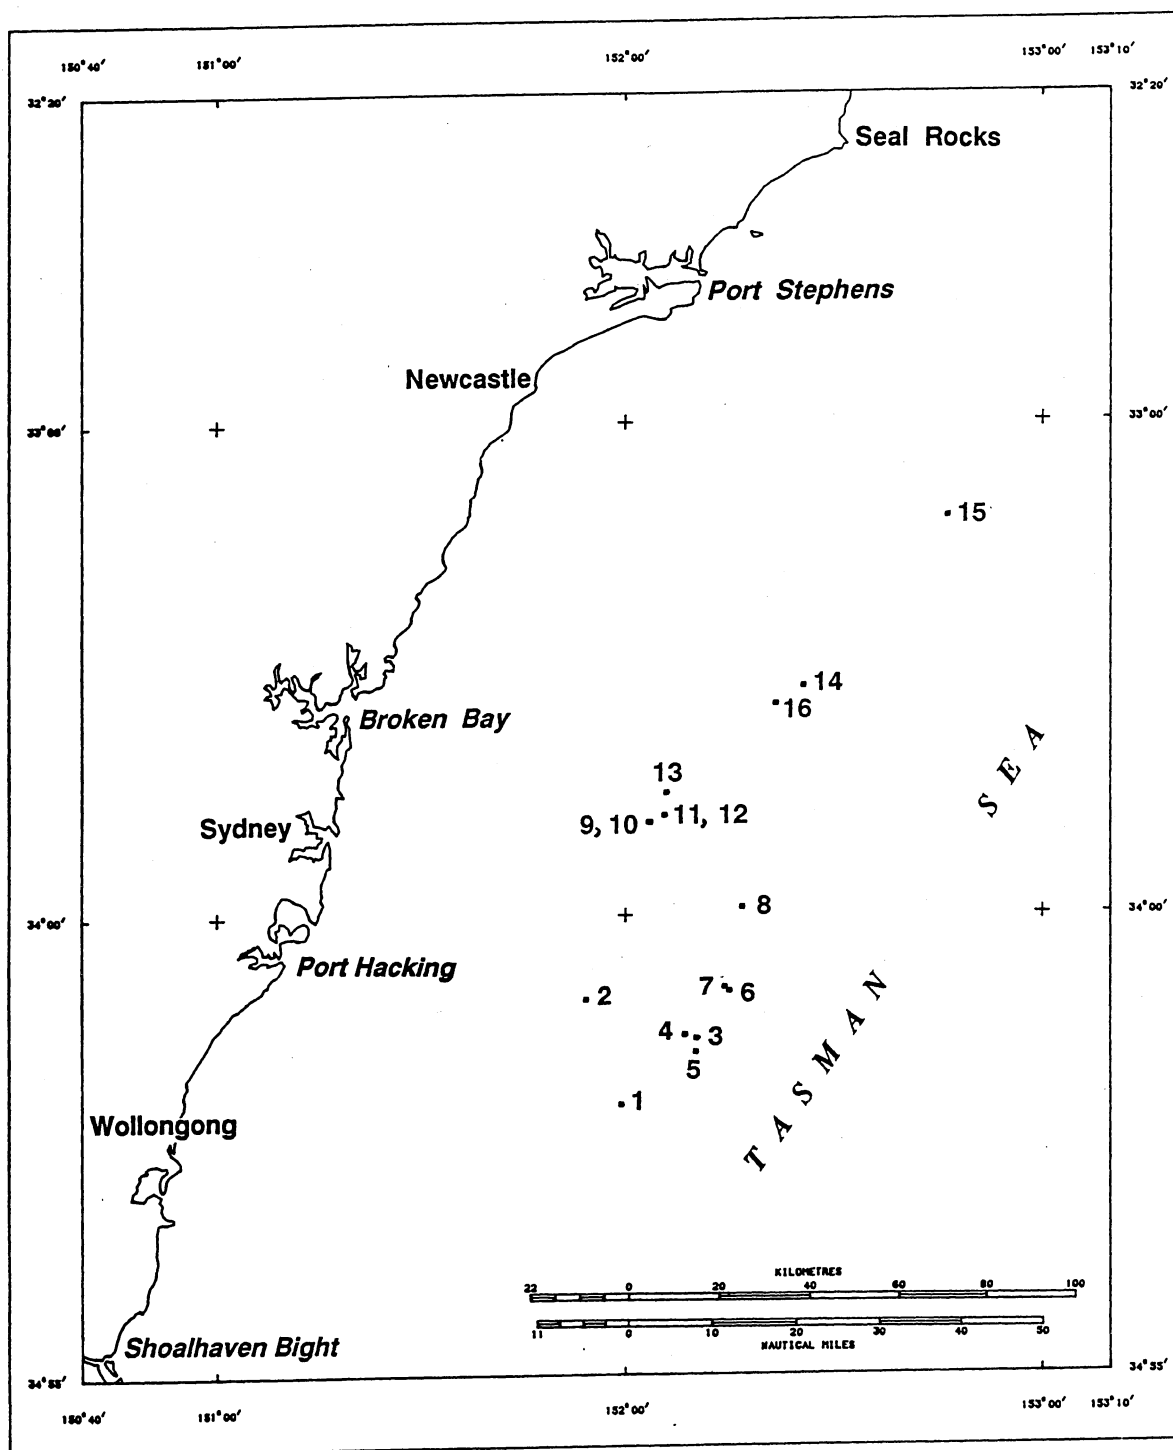 150°40′ 151°00′ 152°00′ 153°00′ 153°10′
32°20′ 32°20′
Seal Rocks
Port Stephens
Newcastle
33°00′ 33°00′
15
14
16
Broken Bay
SEA
13
11, 12
9, 10
Sydney
8
34°00′ 34°00′
Port Hacking
TASMAN
7 6
2
4 3
5
1
Wollongong
KILOMETRES
22 0 20 40 60 80 100
11 0 10 20 30 40 50
NAUTICAL MILES
Shoalhaven Bight
34°55′ 34°55′
150°40′ 151°00′ 152°00′ 153°00′ 153°10′